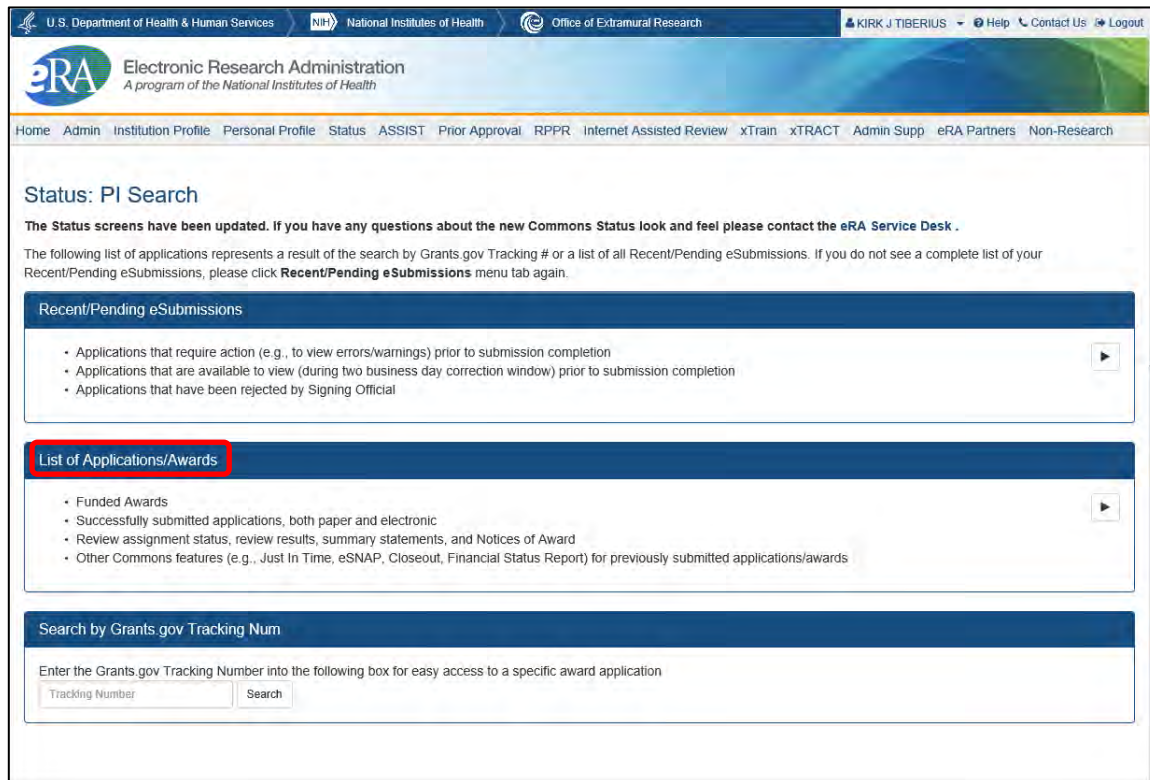 U.S. Department of Health & Human Services NIH National Institutes of Health Office of Extramural Research KIRK J TIBERIUS Help Contact Us Logout
eRA Electronic Research Administration
A program of the National Institutes of Health
Home Admin Institution Profile Personal Profile Status ASSIST Prior Approval RPPR Internet Assisted Review xTrain xTRACT Admin Supp eRA Partners Non-Research
Status: PI Search
The Status screens have been updated. If you have any questions about the new Commons Status look and feel please contact the eRA Service Desk .
The following list of applications represents a result of the search by Grants.gov Tracking # or a list of all Recent/Pending eSubmissions. If you do not see a complete list of your
Recent/Pending eSubmissions, please click Recent/Pending eSubmissions menu tab again.
Recent/Pending eSubmissions
• Applications that require action (e.g., to view errors/warnings) prior to submission completion
• Applications that are available to view (during two business day correction window) prior to submission completion
• Applications that have been rejected by Signing Official
List of Applications/Awards
• Funded Awards
• Successfully submitted applications, both paper and electronic
• Review assignment status, review results, summary statements, and Notices of Award
• Other Commons features (e.g., Just In Time, eSNAP, Closeout, Financial Status Report) for previously submitted applications/awards
Search by Grants.gov Tracking Num
Enter the Grants.gov Tracking Number into the following box for easy access to a specific award application
Tracking Number Search